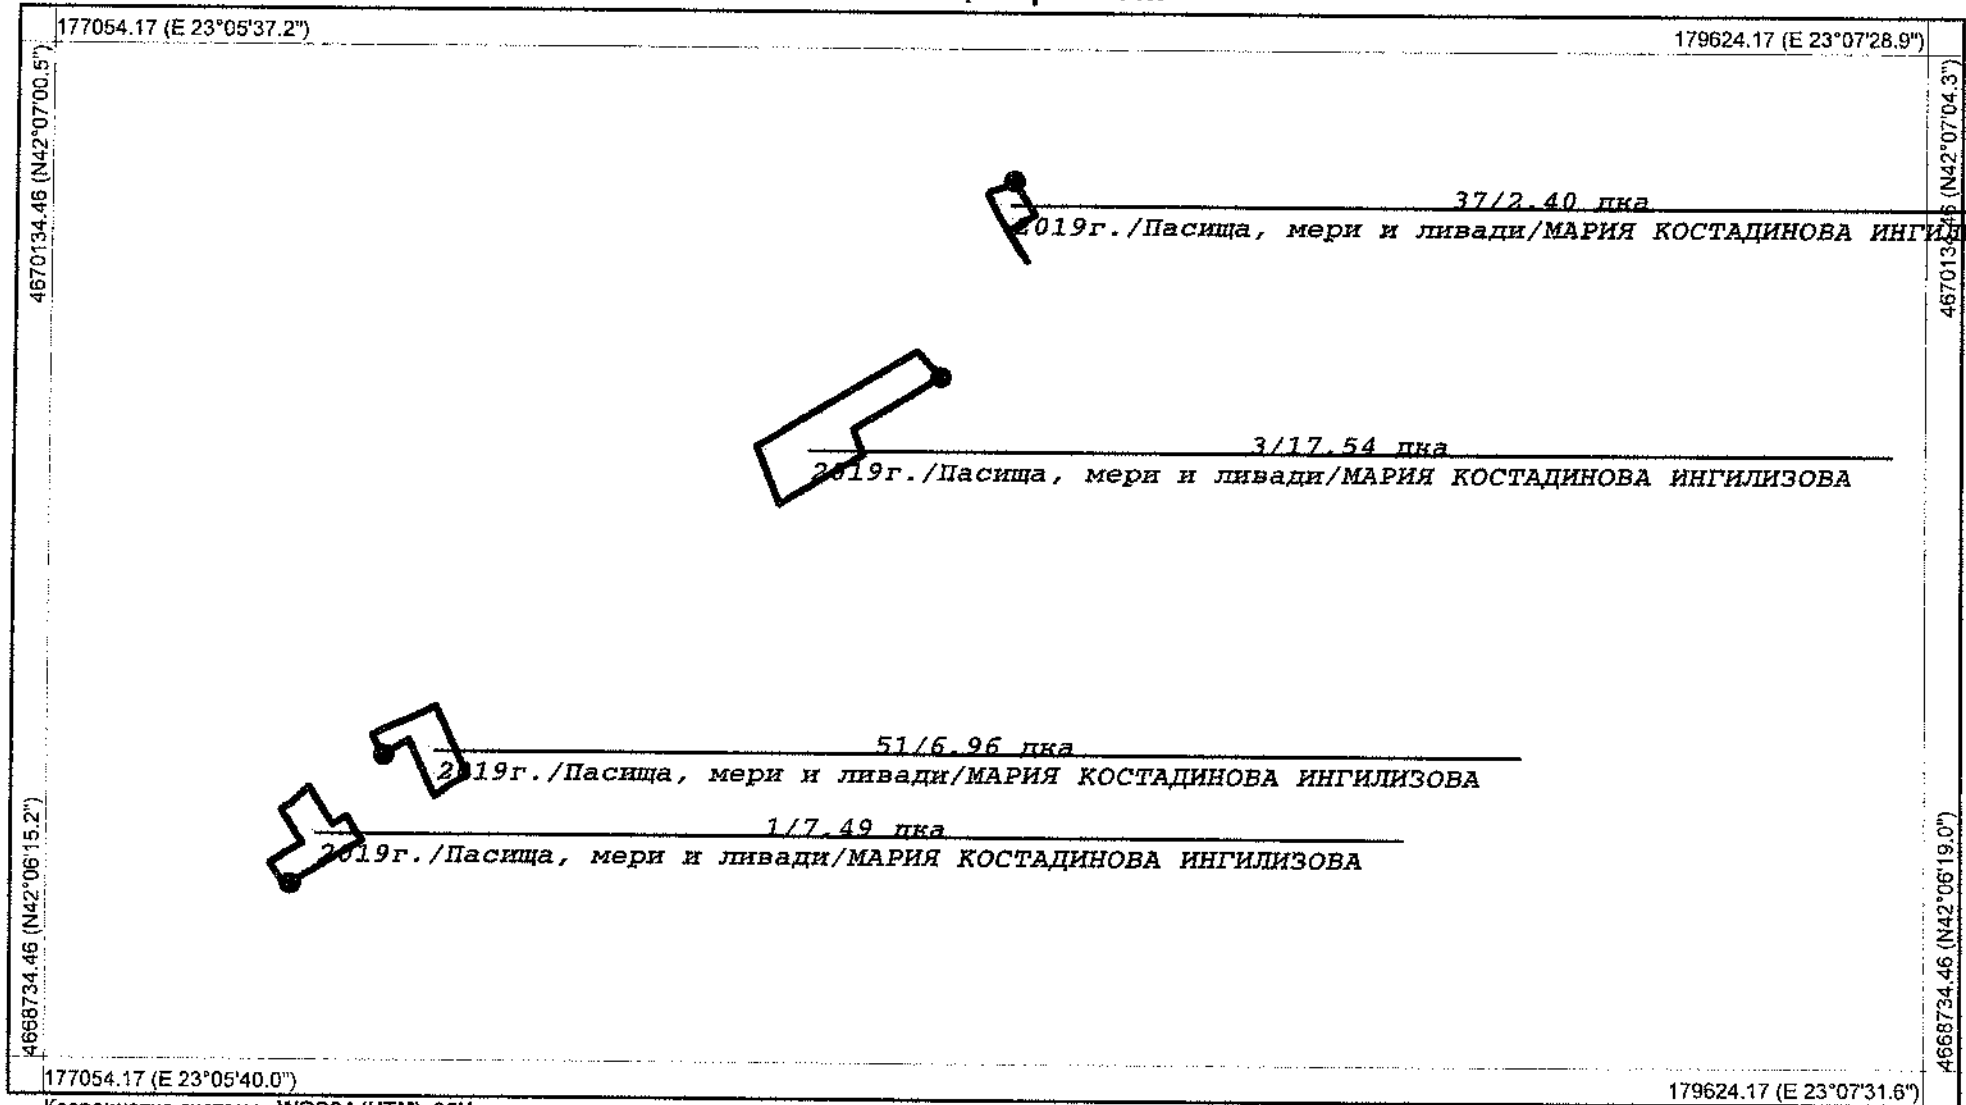 177054.17 (E 23°05'37.2")
179624.17 (E 23°07'28.9")
4670134.46 (N42°07'00.5")
4670134.46 (N42°07'04.3")
37/2.40 дка
2019г./Пасища, мери и ливади/МАРИЯ КОСТАДИНОВА
3/17.54 дка
2019г./Пасища, мери и ливади/МАРИЯ КОСТАДИНОВА ИНГИЛИЗОВА
51/6.96 дка
2019г./Пасища, мери и ливади/МАРИЯ КОСТАДИНОВА ИНГИЛИЗОВА
1/7.49 дка
2019г./Пасища, мери и ливади/МАРИЯ КОСТАДИНОВА ИНГИЛИЗОВА
4668734.46 (N42°06'15.2")
4668734.46 (N42°06'19.0")
177054.17 (E 23°05'40.0")
179624.17 (E 23°07'31.6")